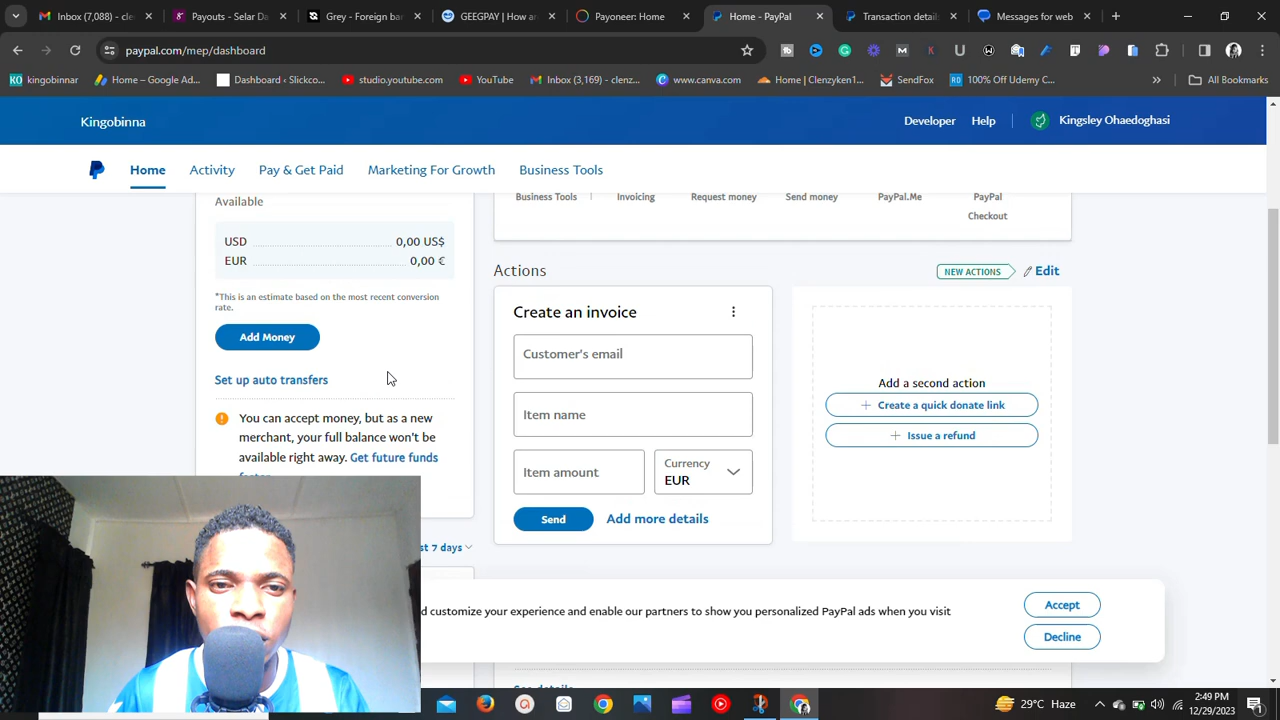 Inbox (7,088) - cl
Payouts - Selar Da
Grey - Foreign ba
GEEGPAY | How a
Payoneer: Home
Home - PayPal
Transaction detail
Messages for web
paypal.com/mep/dashboard
kingobinnar
Home – Google Ad...
Dashboard ‹ Slickco...
studio.youtube.com
YouTube
Inbox (3,169) - clenz...
www.canva.com
Home | Clenzyken1...
SendFox
100% Off Udemy C...
All Bookmarks
Kingobinna
Developer
Help
Kingsley Ohaedoghasi
Home
Activity
Pay & Get Paid
Marketing For Growth
Business Tools
Available
USD 0,00 US$
EUR 0,00 €
*This is an estimate based on the most recent conversion
rate.
Add Money
Set up auto transfers
You can accept money, but as a new
merchant, your full balance won't be
available right away. Get future funds
st 7 days
Business Tools
Invoicing
Request money
Send money
PayPal.Me
PayPal
Checkout
Actions
NEW ACTIONS
Edit
Create an invoice
Customer's email
Item name
Item amount
Currency
EUR
Send
Add more details
Add a second action
+ Create a quick donate link
+ Issue a refund
d customize your experience and enable our partners to show you personalized PayPal ads when you visit
Accept
Decline
29°C Haze
2:49 PM
12/29/2023